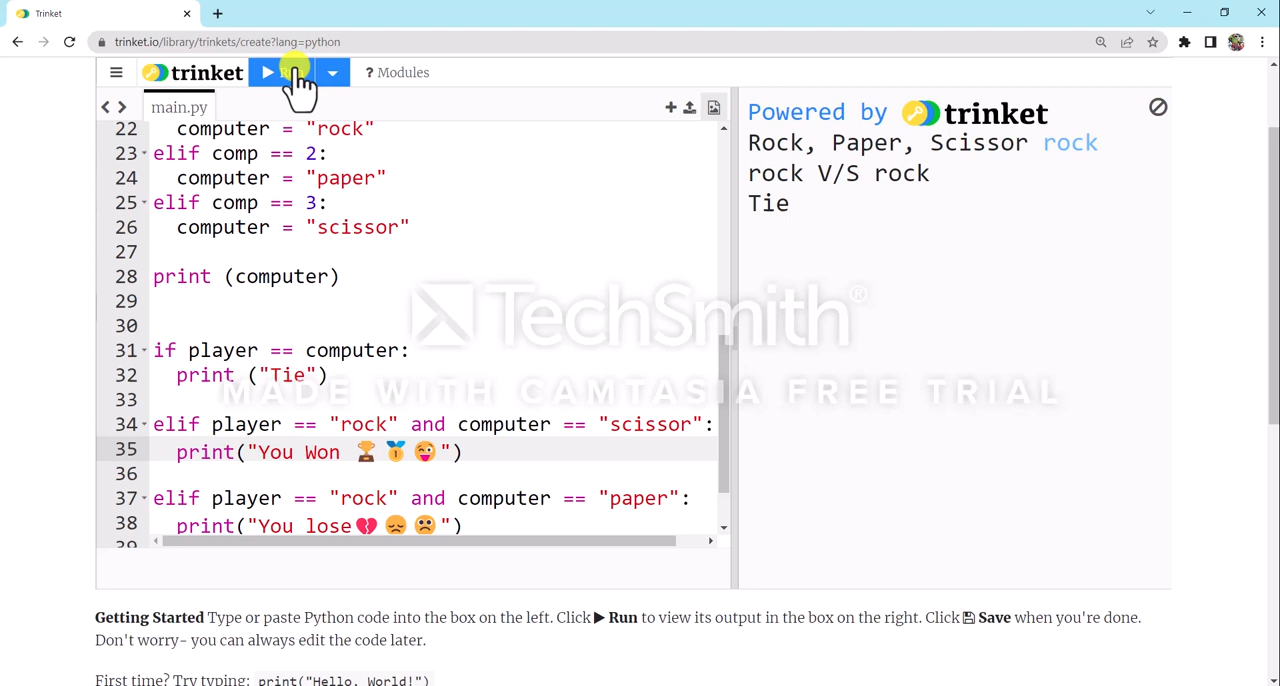 Trinket
trinket.io/library/trinkets/create?lang=python
trinket
? Modules
main.py
22 computer = "rock"
23 elif comp == 2:
24 computer = "paper"
25 elif comp == 3:
26 computer = "scissor"
27
28 print (computer)
29
30
31 if player == computer:
32 print ("Tie")
33
34 elif player == "rock" and computer == "scissor":
35 print("You Won 🏆🥇😜")
36
37 elif player == "rock" and computer == "paper":
38 print("You lose💔😞☹️")
39
Powered by trinket
Rock, Paper, Scissor rock
rock V/S rock
Tie
TechSmith®
MADE WITH CAMTASIA FREE TRIAL
Getting Started Type or paste Python code into the box on the left. Click ▶ Run to view its output in the box on the right. Click 💾 Save when you're done.
Don't worry- you can always edit the code later.
First time? Try typing: print("Hello, World!")